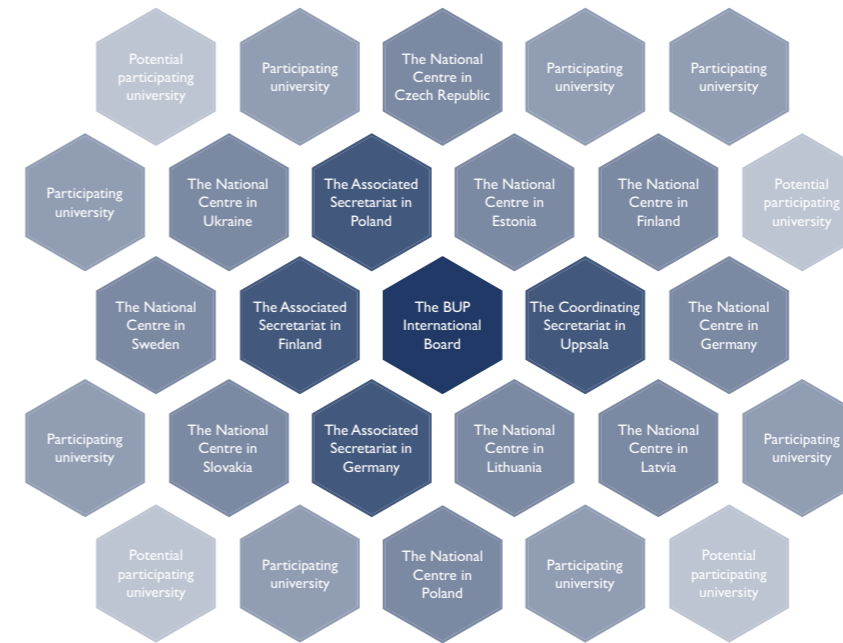 Potential
participating
university
Participating
university
The National
Centre in
Czech Republic
Participating
university
Participating
university
Participating
university
The National
Centre in
Ukraine
The Associated
Secretariat in
Poland
The National
Centre in
Estonia
The National
Centre in
Finland
Potential
participating
university
The National
Centre in
Sweden
The Associated
Secretariat in
Finland
The BUP
International
Board
The Coordinating
Secretariat in
Uppsala
The National
Centre in
Germany
Participating
university
The National
Centre in
Slovakia
The Associated
Secretariat in
Germany
The National
Centre in
Lithuania
The National
Centre in
Latvia
Participating
university
Potential
participating
university
Participating
university
The National
Centre in
Poland
Participating
university
Potential
participating
university